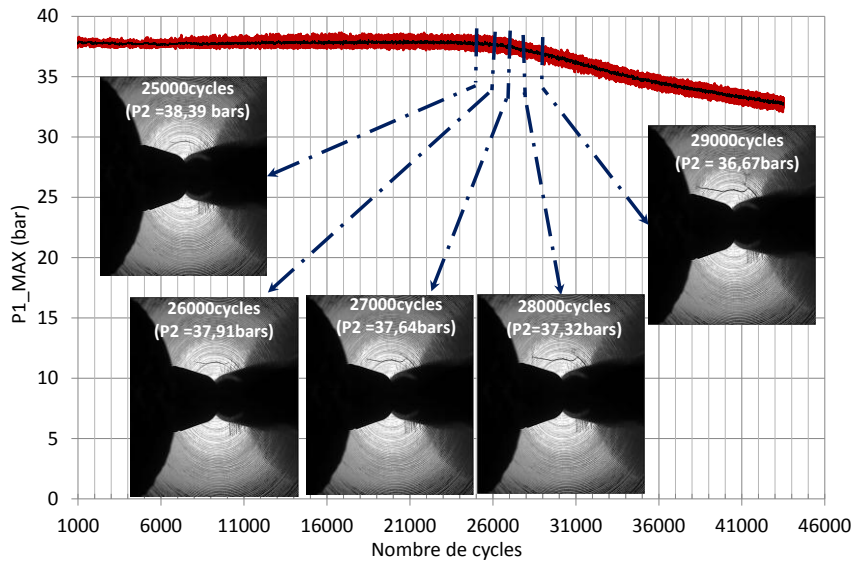 40
35
30
25
20
15
10
5
0
P1_MAX (bar)
25000cycles
(P2 =38,39 bars)
29000cycles
(P2 = 36,67bars)
26000cycles
(P2 =37,91bars)
27000cycles
(P2 =37,64bars)
28000cycles
(P2=37,32bars)
1000 6000 11000 16000 21000 26000 31000 36000 41000 46000
Nombre de cycles